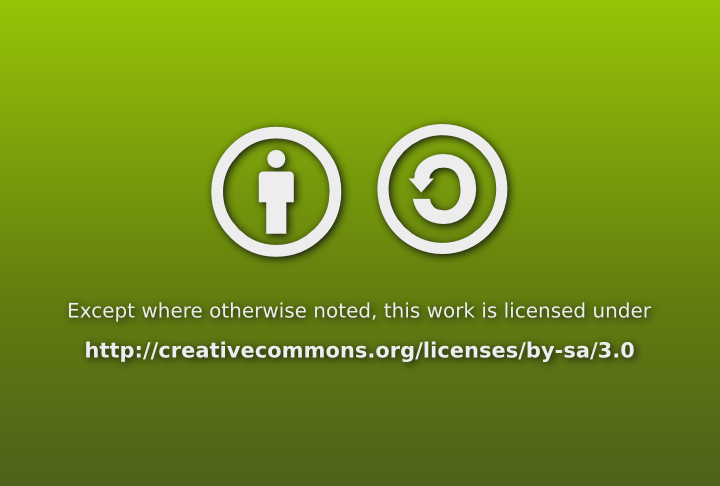 Except where otherwise noted, this work is licensed under
http://creativecommons.org/licenses/by-sa/3.0